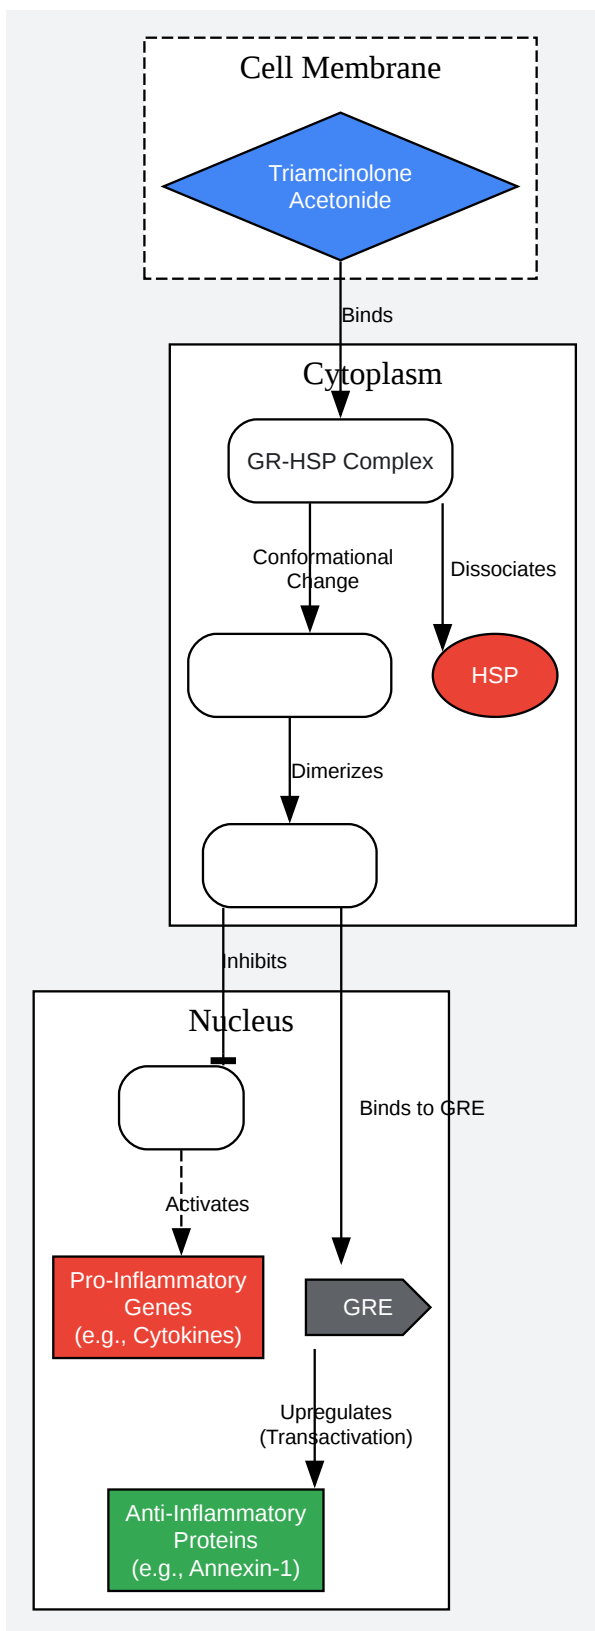 Cell Membrane
Triamcinolone
Acetonide
Binds
Cytoplasm
GR-HSP Complex
Conformational
Change
Dissociates
HSP
Dimerizes
Inhibits
Nucleus
Binds to GRE
Activates
Pro-Inflammatory
Genes
(e.g., Cytokines)
GRE
Upregulates
(Transactivation)
Anti-Inflammatory
Proteins
(e.g., Annexin-1)